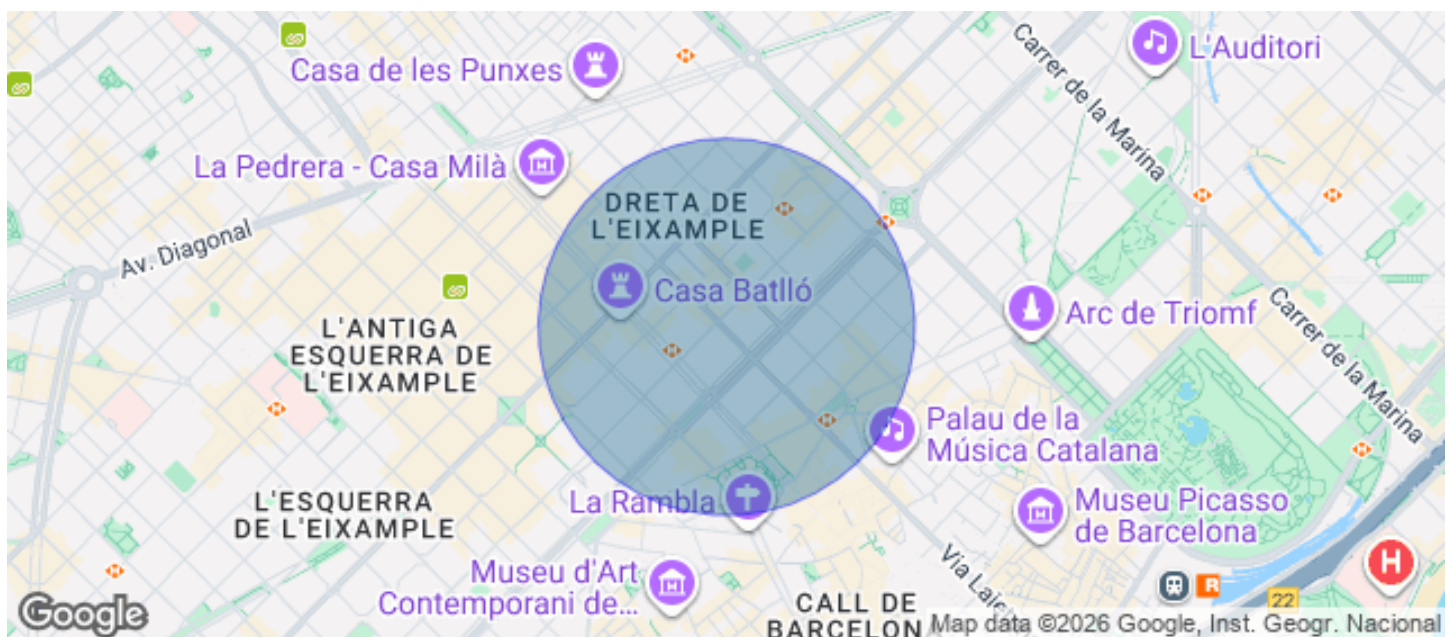 Casa de les Punxes
L'Auditori
Carrer de la Marina
La Pedrera - Casa Milà
DRETA DE
L'EIXAMPLE
Av. Diagonal
Casa Batlló
Arc de Triomf
L'ANTIGA
ESQUERRA DE
L'EIXAMPLE
Carrer de la Marina
Palau de la
Música Catalana
La Rambla
L'ESQUERRA
DE L'EIXAMPLE
Museu Picasso
de Barcelona
Museu d'Art
Contemporani de...
Via Laiet
H
R
22
CALL DE
BARCELON
Google
Map data ©2026 Google, Inst. Geogr. Nacional